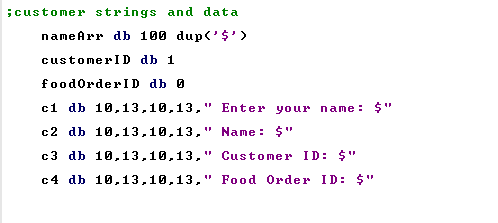 ;customer strings and data
nameArr db 100 dup('$')
customerID db 1
foodOrderID db 0
c1 db 10,13,10,13," Enter your name: $"
c2 db 10,13,10,13," Name: $"
c3 db 10,13,10,13," Customer ID: $"
c4 db 10,13,10,13," Food Order ID: $"